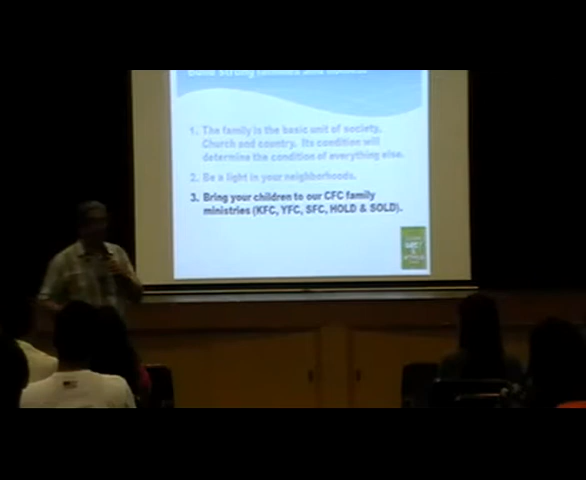 1. The family is the basic unit of society,
Church and country. Its condition will
determine the condition of everything else.
2. Be a light in your neighborhoods.
3. Bring your children to our CFC family
ministries (KFC, YFC, SFC, HOLD & SOLD).